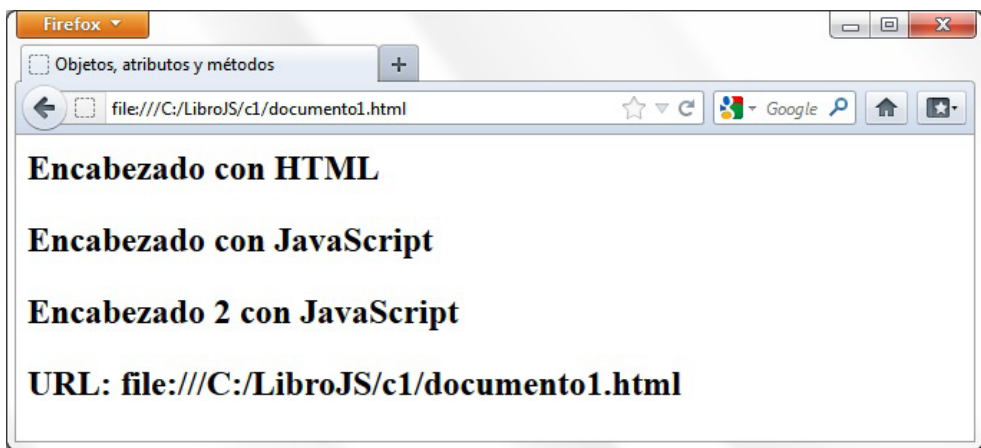 Firefox
Objetos, atributos y métodos
file:///C:/LibroJS/c1/documento1.html
Google
Encabezado con HTML
Encabezado con JavaScript
Encabezado 2 con JavaScript
URL: file:///C:/LibroJS/c1/documento1.html